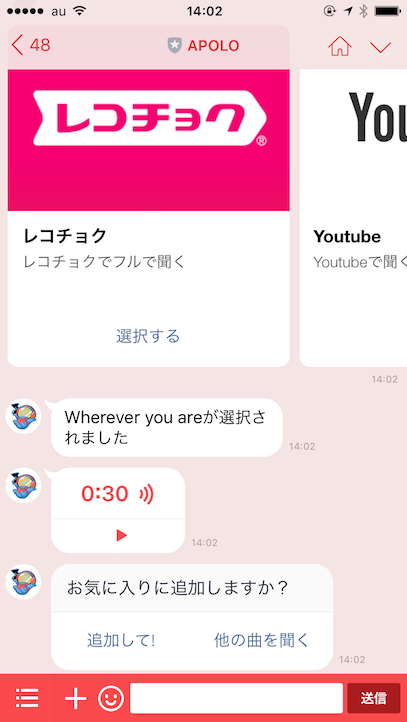 au 14:02
48 APOLO
レコチョク®
You
レコチョク
レコチョクでフルで聞く
選択する
Youtube
Youtubeで聞く
14:02
Wherever you areが選択さ
れました
14:02
0:30
14:02
お気に入りに追加しますか？
追加して!
他の曲を聞く
14:02
送信